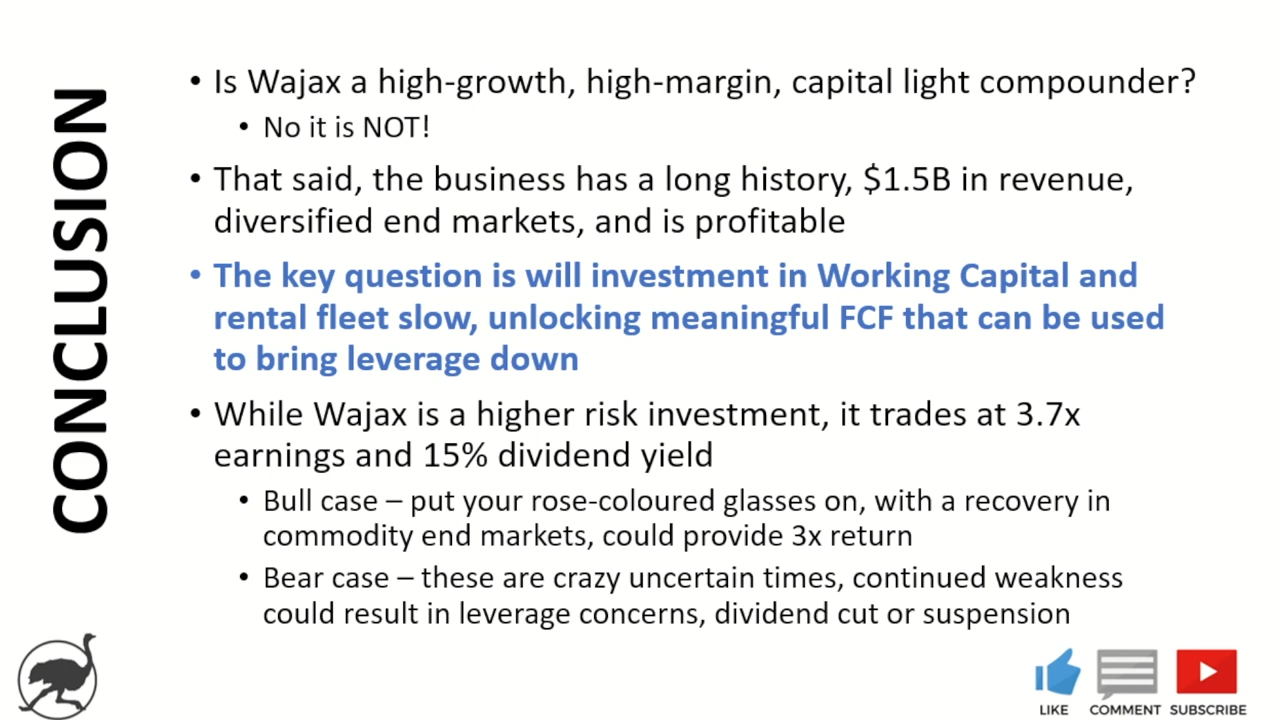 CONCLUSION
• Is Wajax a high-growth, high-margin, capital light compounder?
• No it is NOT!
• That said, the business has a long history, $1.5B in revenue,
diversified end markets, and is profitable
• The key question is will investment in Working Capital and
rental fleet slow, unlocking meaningful FCF that can be used
to bring leverage down
• While Wajax is a higher risk investment, it trades at 3.7x
earnings and 15% dividend yield
• Bull case – put your rose-coloured glasses on, with a recovery in
commodity end markets, could provide 3x return
• Bear case – these are crazy uncertain times, continued weakness
could result in leverage concerns, dividend cut or suspension
LIKE COMMENT SUBSCRIBE